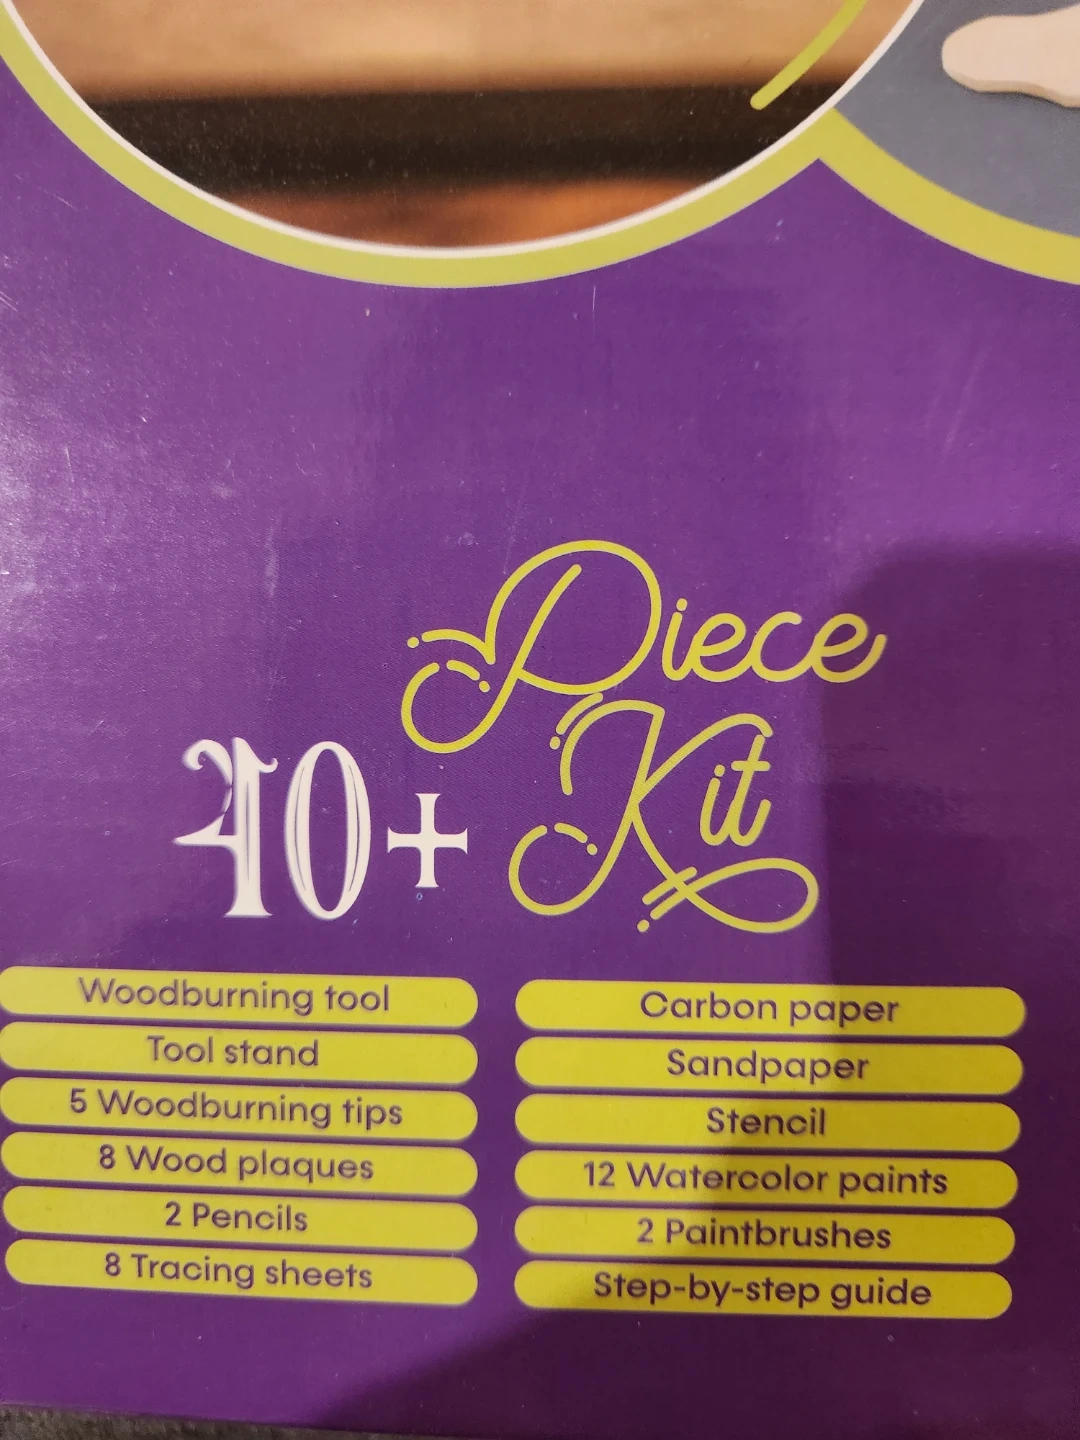 Piece
Kit
40+
Woodburning tool
Tool stand
5 Woodburning tips
8 Wood plaques
2 Pencils
8 Tracing sheets
Carbon paper
Sandpaper
Stencil
12 Watercolor paints
2 Paintbrushes
Step-by-step guide